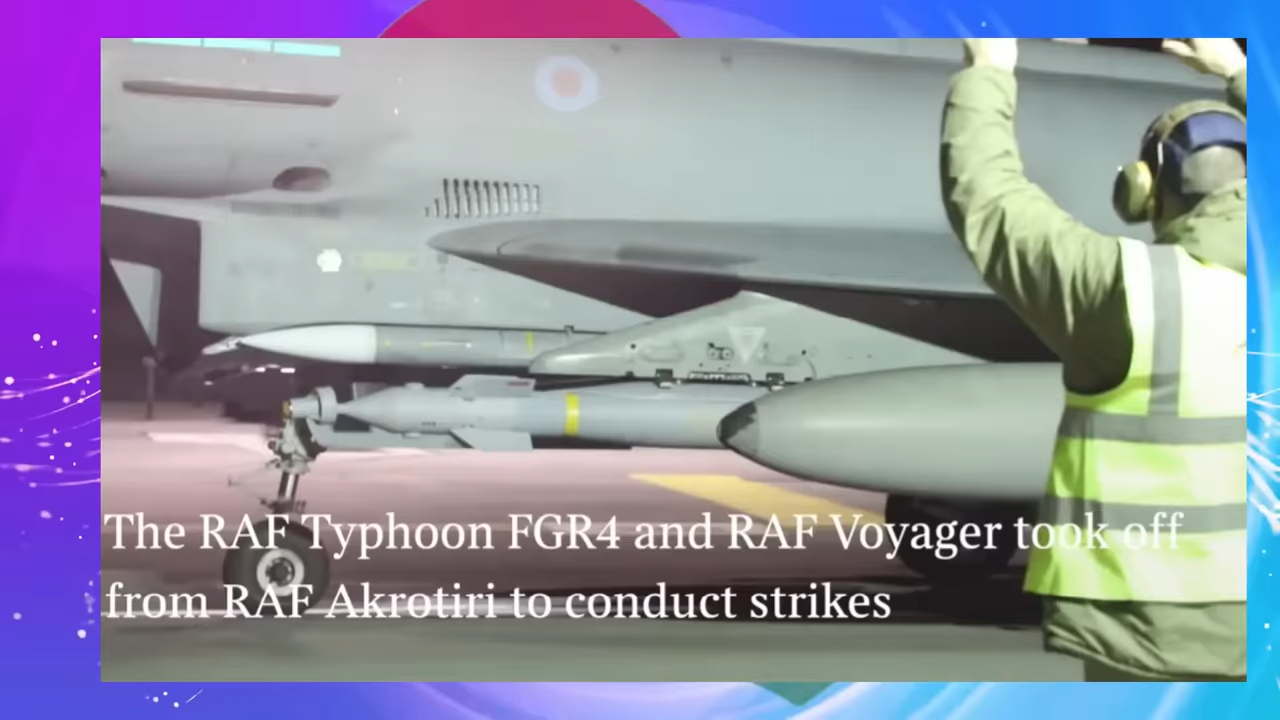 The RAF Typhoon FGR4 and RAF Voyager took off
from RAF Akrotiri to conduct strikes